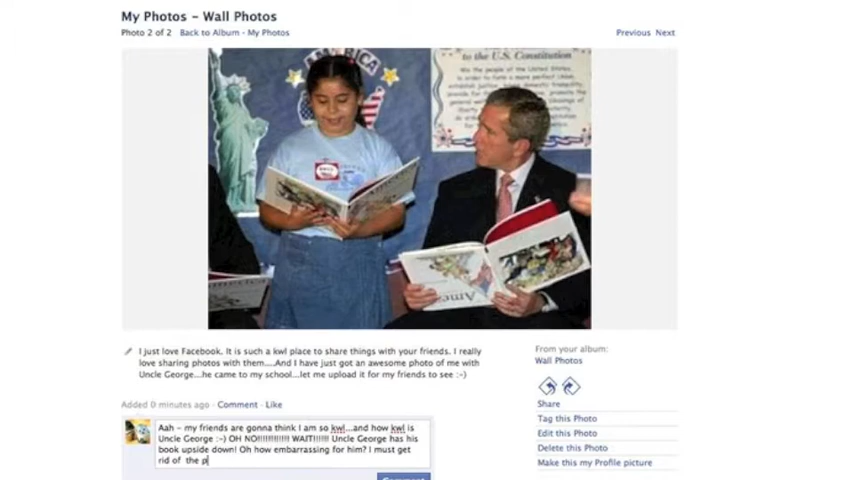 My Photos - Wall Photos
Photo 2 of 2 Back to Album - My Photos
Previous Next
AMERICA
to the U.S. Constitution
I just love Facebook. It is such a kwl place to share things with your friends. I really
love sharing photos with them....And I have just got an awesome photo of me with
Uncle George...he came to my school...let me upload it for my friends to see :-)
From your album:
Wall Photos
Added 0 minutes ago · Comment · Like
Aah - my friends are gonna think I am so kwl...and how kwl is
Uncle George :-) OH NO!!!!!!!!!!!! WAIT!!!!!! Uncle George has his
book upside down! Oh how embarrassing for him? I must get
rid of the p
Comment
Share
Tag this Photo
Edit this Photo
Delete this Photo
Make this my Profile picture